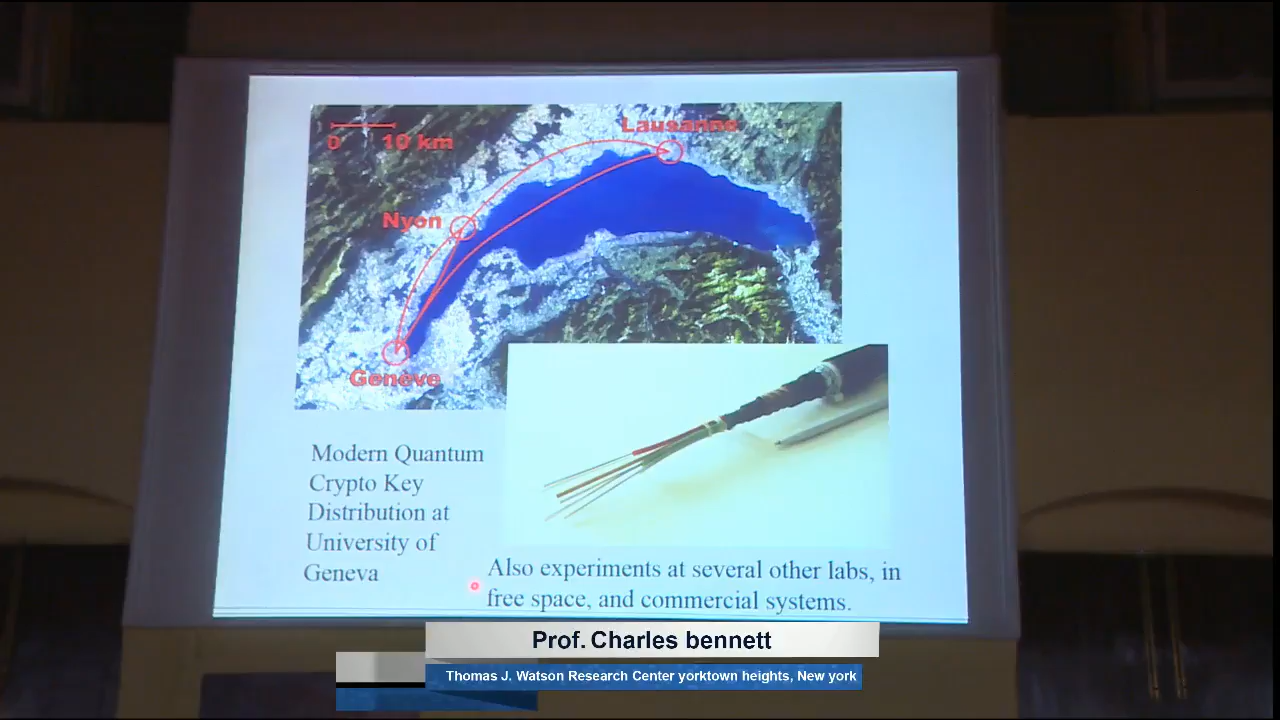 Lausanne
0 10 km
Nyon
Genève
Modern Quantum
Crypto Key
Distribution at
University of
Geneva
Also experiments at several other labs, in
free space, and commercial systems.
Prof. Charles bennett
Thomas J. Watson Research Center yorktown heights, New york